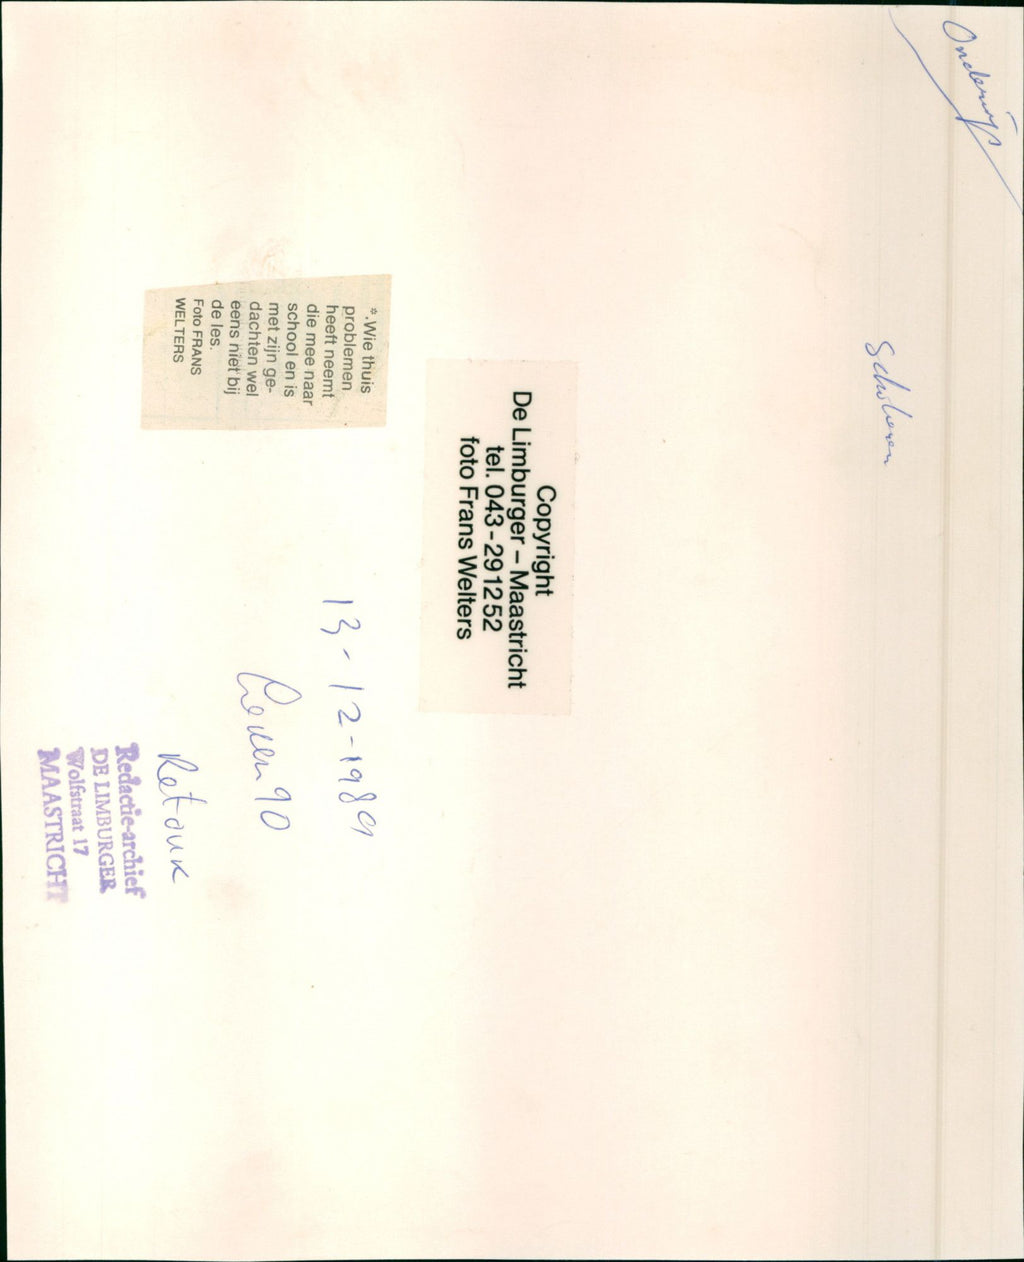 Onderwijs
Scholieren
Copyright
De Limburger – Maastricht
tel. 043-291252
foto Frans Welters
*.Wie thuis
problemen
heeft neemt
die mee naar
school en is
met zijn ge-
dachten wel
eens niet bij
de les.
Foto FRANS
WELTERS
13-12-1989
90
Retour
Redactie-archief
DE LIMBURGER
Wolfstraat 17
MAASTRICHT